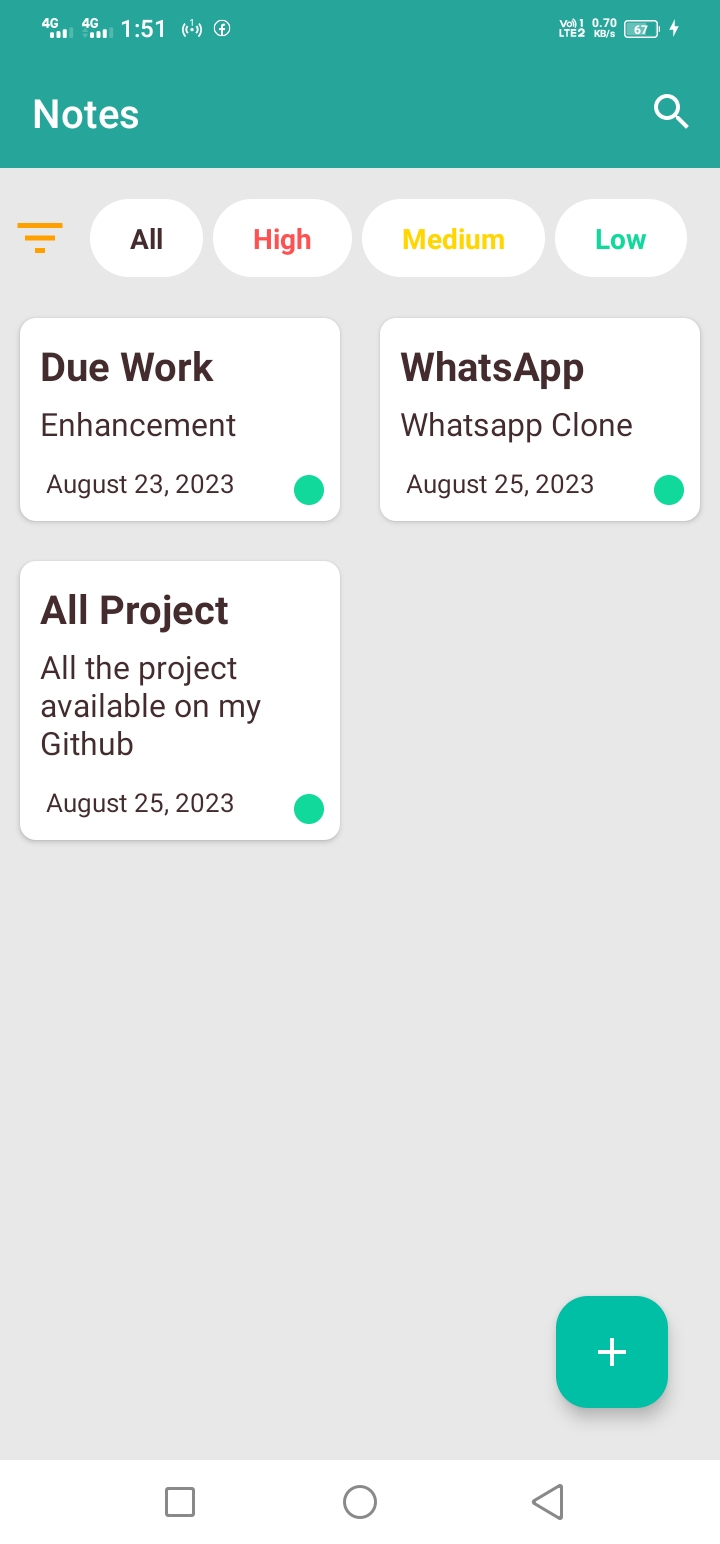 4G 4G 1:51 1 Vo)) 1 LTE2 0.70 KB/s 67
Notes
All High Medium Low
Due Work
Enhancement
August 23, 2023
WhatsApp
Whatsapp Clone
August 25, 2023
All Project
All the project
available on my
Github
August 25, 2023